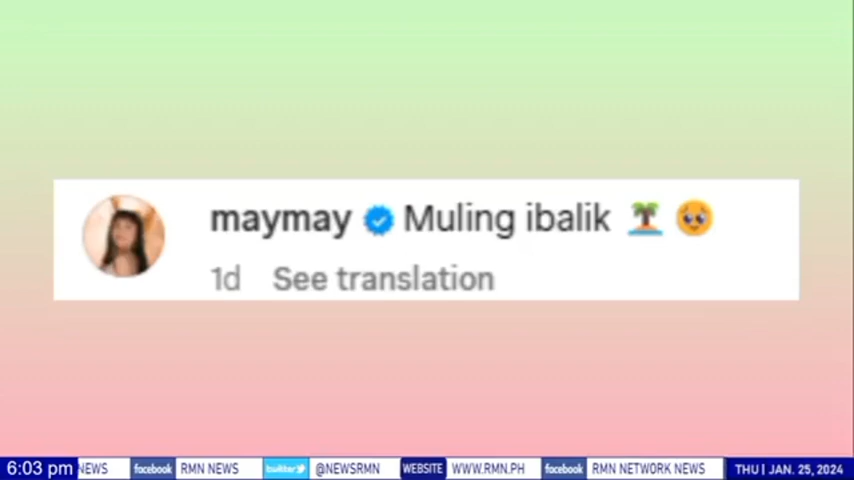 maymay Muling ibalik 🏝️ 🥹
1d See translation
6:03 pm NEWS facebook RMN NEWS twitter @NEWSRMN WEBSITE WWW.RMN.PH facebook RMN NETWORK NEWS THU | JAN. 25, 2024